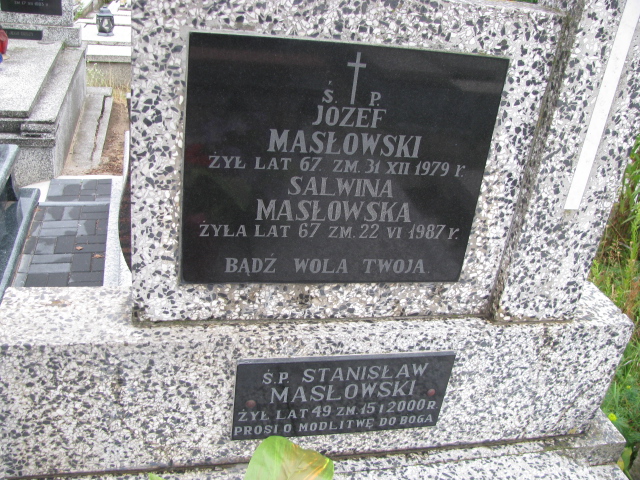 Ś. P.
JÓZEF
MASŁOWSKI
ŻYŁ LAT 67. ZM. 31 XII 1979 r.
SALWINA
MASŁOWSKA
ŻYŁA LAT 67 ZM. 22 VI 1987 r.
BĄDŹ WOLA TWOJA
Ś.P. STANISŁAW
MASŁOWSKI
ŻYŁ LAT 49 ZM. 15 I 2000 R.
PROSI O MODLITWĘ DO BOGA